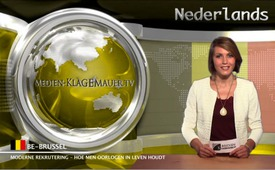 Nederlands
MEDIEN-KLAGEMAUER.TV
BE- BRUSSEL
MODERNE REKRUTERING - HOE MEN OORLOGEN IN LEVEN HOUDT